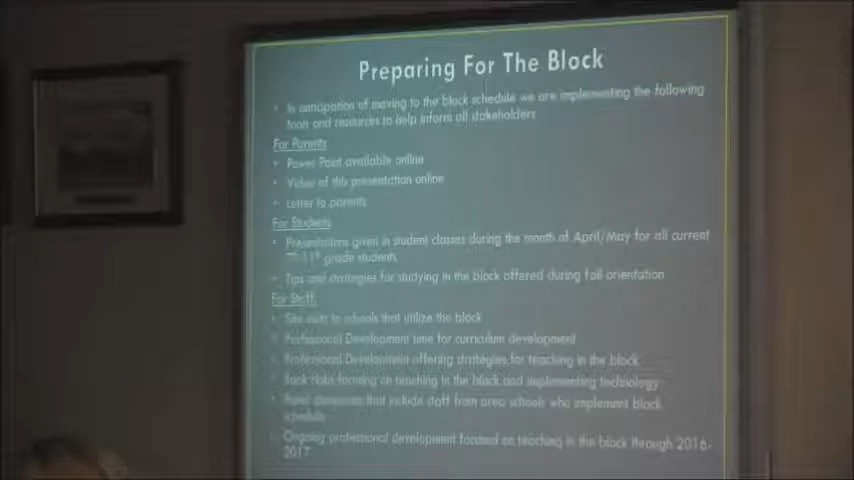 Preparing For The Block
• In anticipation of moving to the block schedule we are implementing the following
tools and resources to help inform all stakeholders
For Parents
• Power Point available online
• Video of this presentation online
• Letter to parents
For Students
• Presentations given in student classes during the month of April/May for all current
11th grade students
• Tips and strategies for studying in the block offered during fall orientation
For Staff:
• Site visits to schools that utilize the block
• Professional Development time for curriculum development
• Professional Development offering strategies for teaching in the block
• Book clubs focusing on teaching in the block and implementing technology
• Panel discussions that include staff from area schools who implement block
schedule
• Ongoing professional development focused on teaching in the block through 2016-
2017